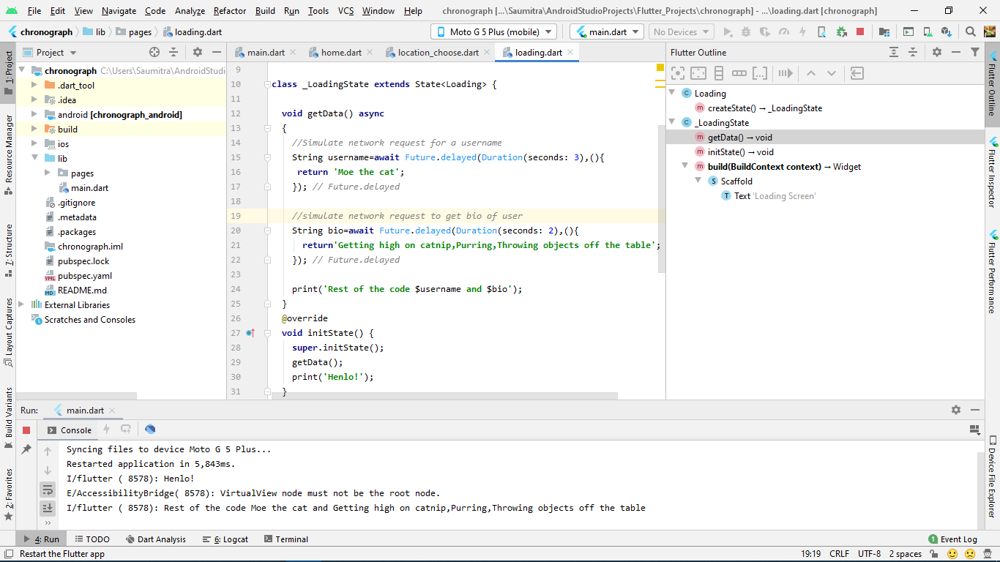 File Edit View Navigate Code Analyze Refactor Build Run Tools VCS Window Help chronograph [...\Saumitra\AndroidStudioProjects\Flutter_Projects\chronograph] - ...\loading.dart [chronograph]
chronograph lib pages loading.dart Moto G 5 Plus (mobile) main.dart No Devices
Project main.dart home.dart location_choose.dart loading.dart Flutter Outline
1: Project
Resource Manager
7: Structure
Layout Captures
Build Variants
2: Favorites
chronograph C:\Users\Saumitra\AndroidStudi
.dart_tool
.idea
android [chronograph_android]
build
ios
lib
pages
main.dart
.gitignore
.metadata
.packages
chronograph.iml
pubspec.lock
pubspec.yaml
README.md
External Libraries
Scratches and Consoles
9
10 class _LoadingState extends State<Loading> {
11
12 void getData() async
13 {
14 //Simulate network request for a username
15 String username=await Future.delayed(Duration(seconds: 3),(){
16 return 'Moe the cat';
17 }); // Future.delayed
18
19 //simulate network request to get bio of user
20 String bio=await Future.delayed(Duration(seconds: 2),(){
21 return'Getting high on catnip,Purring,Throwing objects off the table';
22 }); // Future.delayed
23
24 print('Rest of the code $username and $bio');
25 }
26 @override
27 void initState() {
28 super.initState();
29 getData();
30 print('Henlo!');
31 }
Loading
createState() → _LoadingState
_LoadingState
getData() → void
initState() → void
build(BuildContext context) → Widget
Scaffold
Text 'Loading Screen'
Flutter Outline
Flutter Inspector
Flutter Performance
Device File Explorer
Run: main.dart
Console
Syncing files to device Moto G 5 Plus...
Restarted application in 5,843ms.
I/flutter ( 8578): Henlo!
E/AccessibilityBridge( 8578): VirtualView node must not be the root node.
I/flutter ( 8578): Rest of the code Moe the cat and Getting high on catnip,Purring,Throwing objects off the table
4: Run TODO Dart Analysis 6: Logcat Terminal 1 Event Log
Restart the Flutter app 19:19 CRLF UTF-8 2 spaces